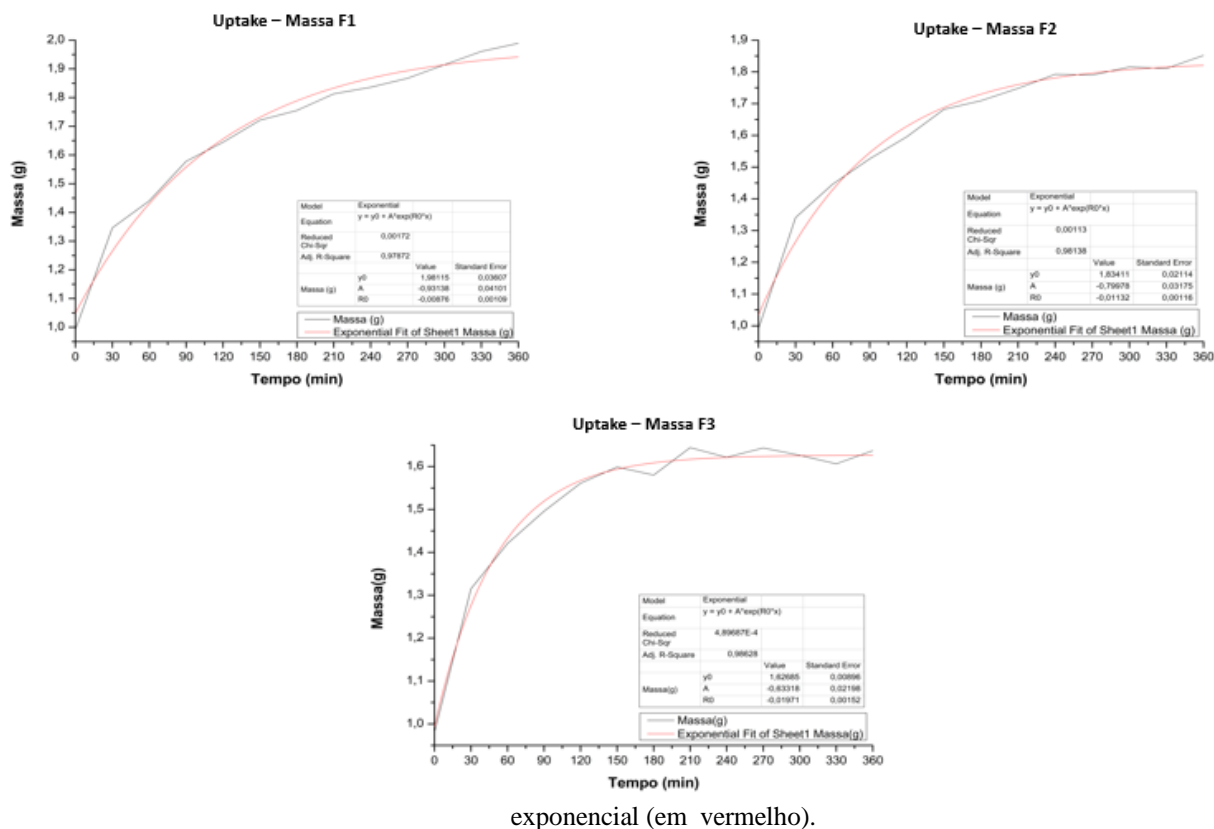 Uptake – Massa F1
2,0
1,9
1,8
1,7
1,6
1,5
1,4
1,3
1,2
1,1
1,0
Massa (g)
0 30 60 90 120 150 180 210 240 270 300 330 360
Tempo (min)
Model Exponential
Equation y = y0 + A*exp(R0*x)
Reduced Chi-Sqr 0,00172
Adj. R-Square 0,97872
Value Standard Error
y0 1,98115 0,03607
Massa (g) A -0,93138 0,04101
R0 -0,00876 0,00109
Massa (g)
Exponential Fit of Sheet1 Massa (g)
Uptake – Massa F2
1,9
1,8
1,7
1,6
1,5
1,4
1,3
1,2
1,1
1,0
Massa (g)
0 30 60 90 120 150 180 210 240 270 300 330 360
Tempo (min)
Model Exponential
Equation y = y0 + A*exp(R0*x)
Reduced Chi-Sqr 0,00113
Adj. R-Square 0,98138
Value Standard Error
y0 1,83411 0,02114
Massa (g) A -0,79978 0,03175
R0 -0,01132 0,00116
Massa (g)
Exponential Fit of Sheet1 Massa (g)
Uptake – Massa F3
1,6
1,5
1,4
1,3
1,2
1,1
1,0
Massa(g)
0 30 60 90 120 150 180 210 240 270 300 330 360
Tempo (min)
Model Exponential
Equation y = y0 + A*exp(R0*x)
Reduced Chi-Sqr 4,89687E-4
Adj. R-Square 0,98628
Value Standard Error
y0 1,62685 0,00896
Massa(g) A -0,63318 0,02198
R0 -0,01971 0,00152
Massa(g)
Exponential Fit of Sheet1 Massa(g)
exponencial (em vermelho).